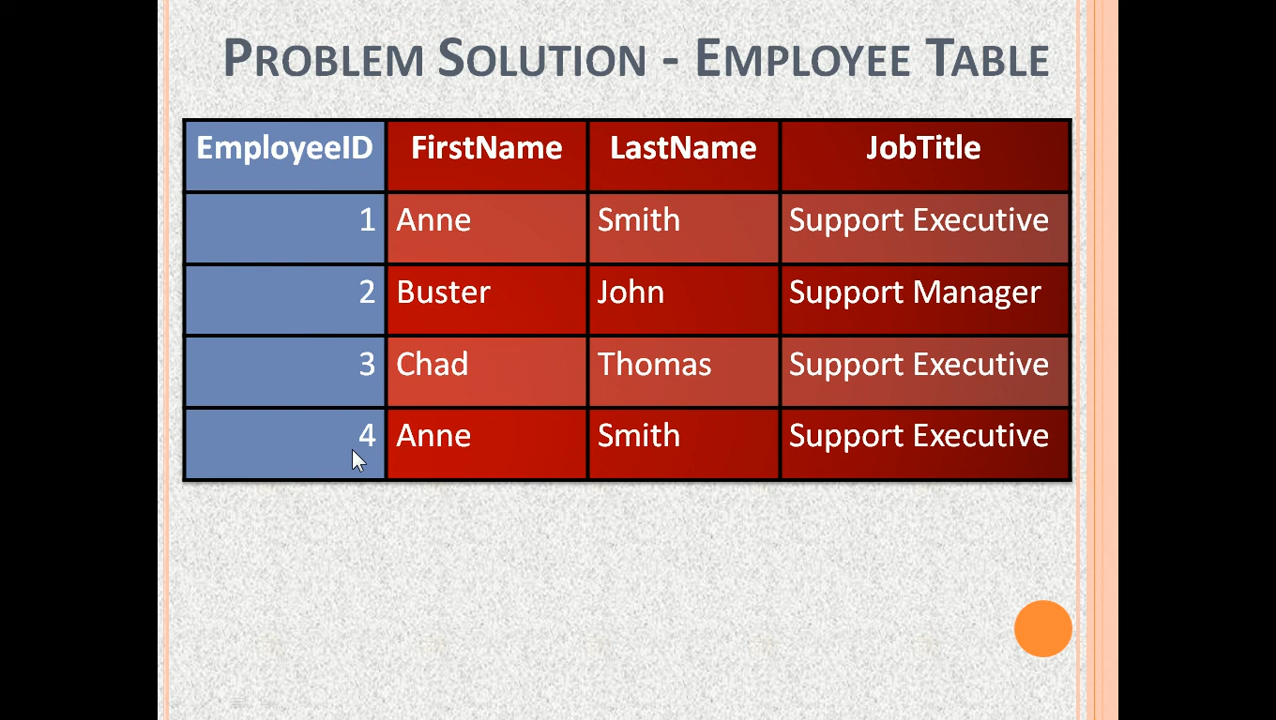 PROBLEM SOLUTION - EMPLOYEE TABLE
EmployeeID FirstName LastName JobTitle
1 Anne Smith Support Executive
2 Buster John Support Manager
3 Chad Thomas Support Executive
4 Anne Smith Support Executive